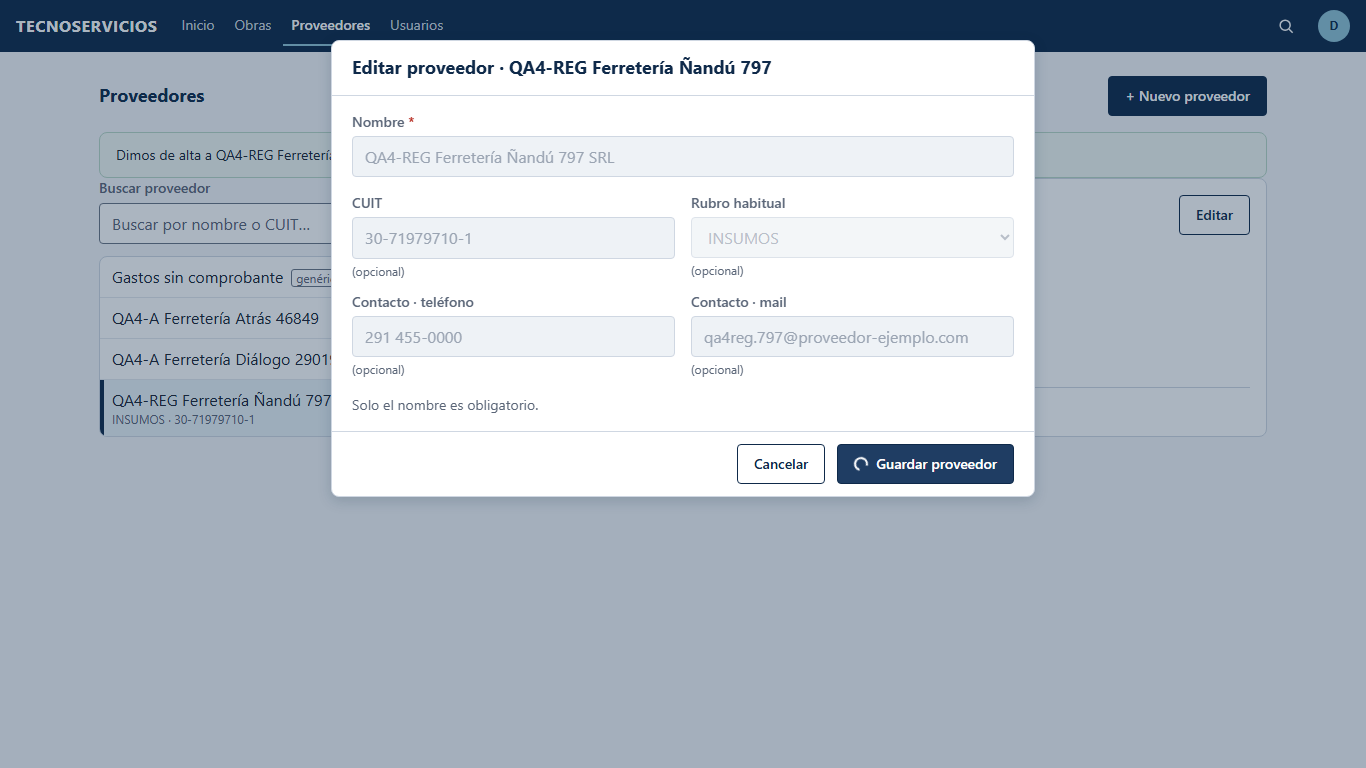 TECNOSERVICIOS Inicio Obras Proveedores Usuarios D
Editar proveedor · QA4-REG Ferretería Ñandú 797
Proveedores
+ Nuevo proveedor
Nombre *
QA4-REG Ferretería Ñandú 797 SRL
Dimos de alta a QA4-REG Ferretería
Buscar proveedor
Buscar por nombre o CUIT...
Editar
CUIT
30-71979710-1
(opcional)
Rubro habitual
INSUMOS
(opcional)
Gastos sin comprobante
QA4-A Ferretería Atrás 46849
QA4-A Ferretería Diálogo 2901
QA4-REG Ferretería Ñandú 797
INSUMOS · 30-71979710-1
Contacto · teléfono
291 455-0000
(opcional)
Contacto · mail
qa4reg.797@proveedor-ejemplo.com
(opcional)
Solo el nombre es obligatorio.
Cancelar
Guardar proveedor